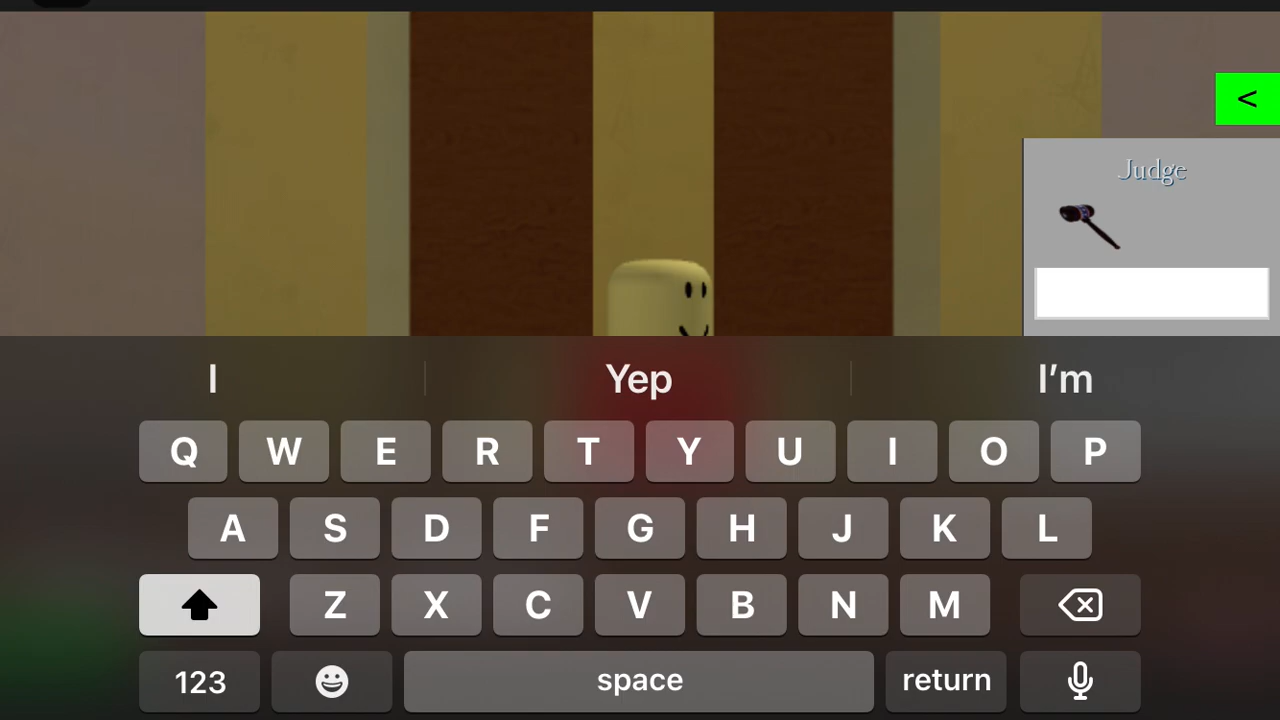 <
Judge
I Yep I’m
Q W E R T Y U I O P
A S D F G H J K L
Z X C V B N M
123 space return